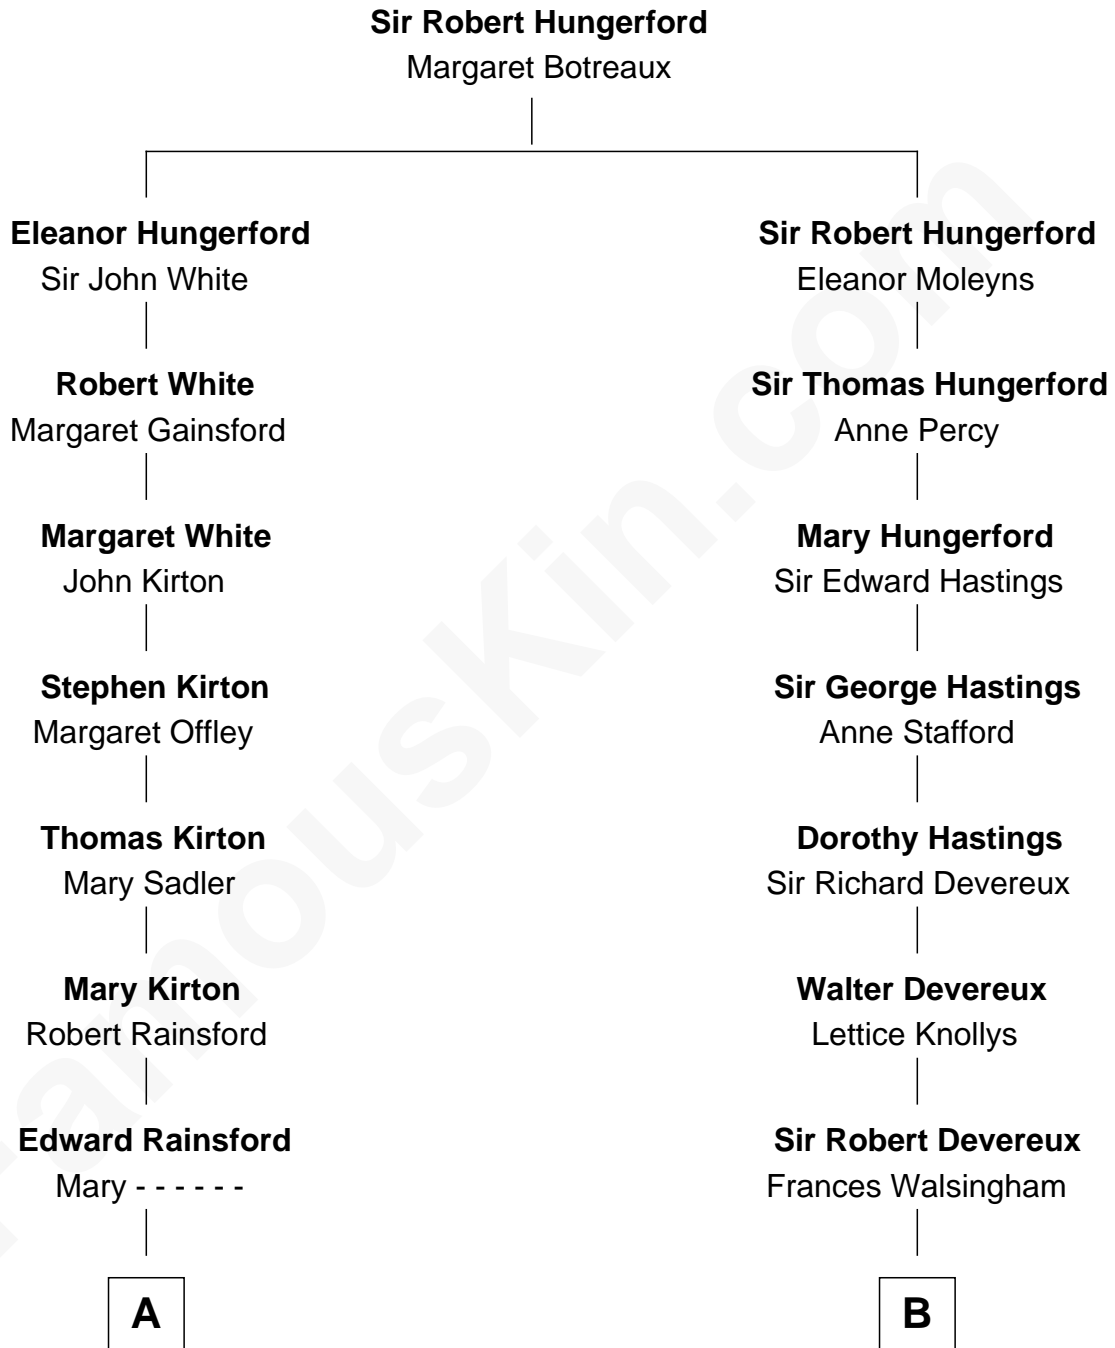 Sir Robert Hungerford
Margaret Botreaux
Eleanor Hungerford
Sir John White
Sir Robert Hungerford
Eleanor Moleyns
Robert White
Margaret Gainsford
Sir Thomas Hungerford
Anne Percy
Margaret White
John Kirton
Mary Hungerford
Sir Edward Hastings
Stephen Kirton
Margaret Offley
Sir George Hastings
Anne Stafford
Thomas Kirton
Mary Sadler
Dorothy Hastings
Sir Richard Devereux
Mary Kirton
Robert Rainsford
Walter Devereux
Lettice Knollys
Edward Rainsford
Mary - - - - - -
Sir Robert Devereux
Frances Walsingham
A
B
FamousKin.com